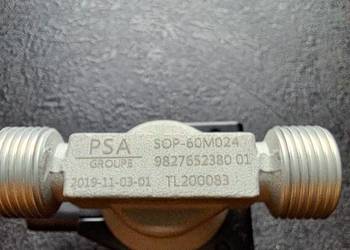 PSA SOP-60M024
GROUPE 9827652380 01
2019-11-03-01 TL200083